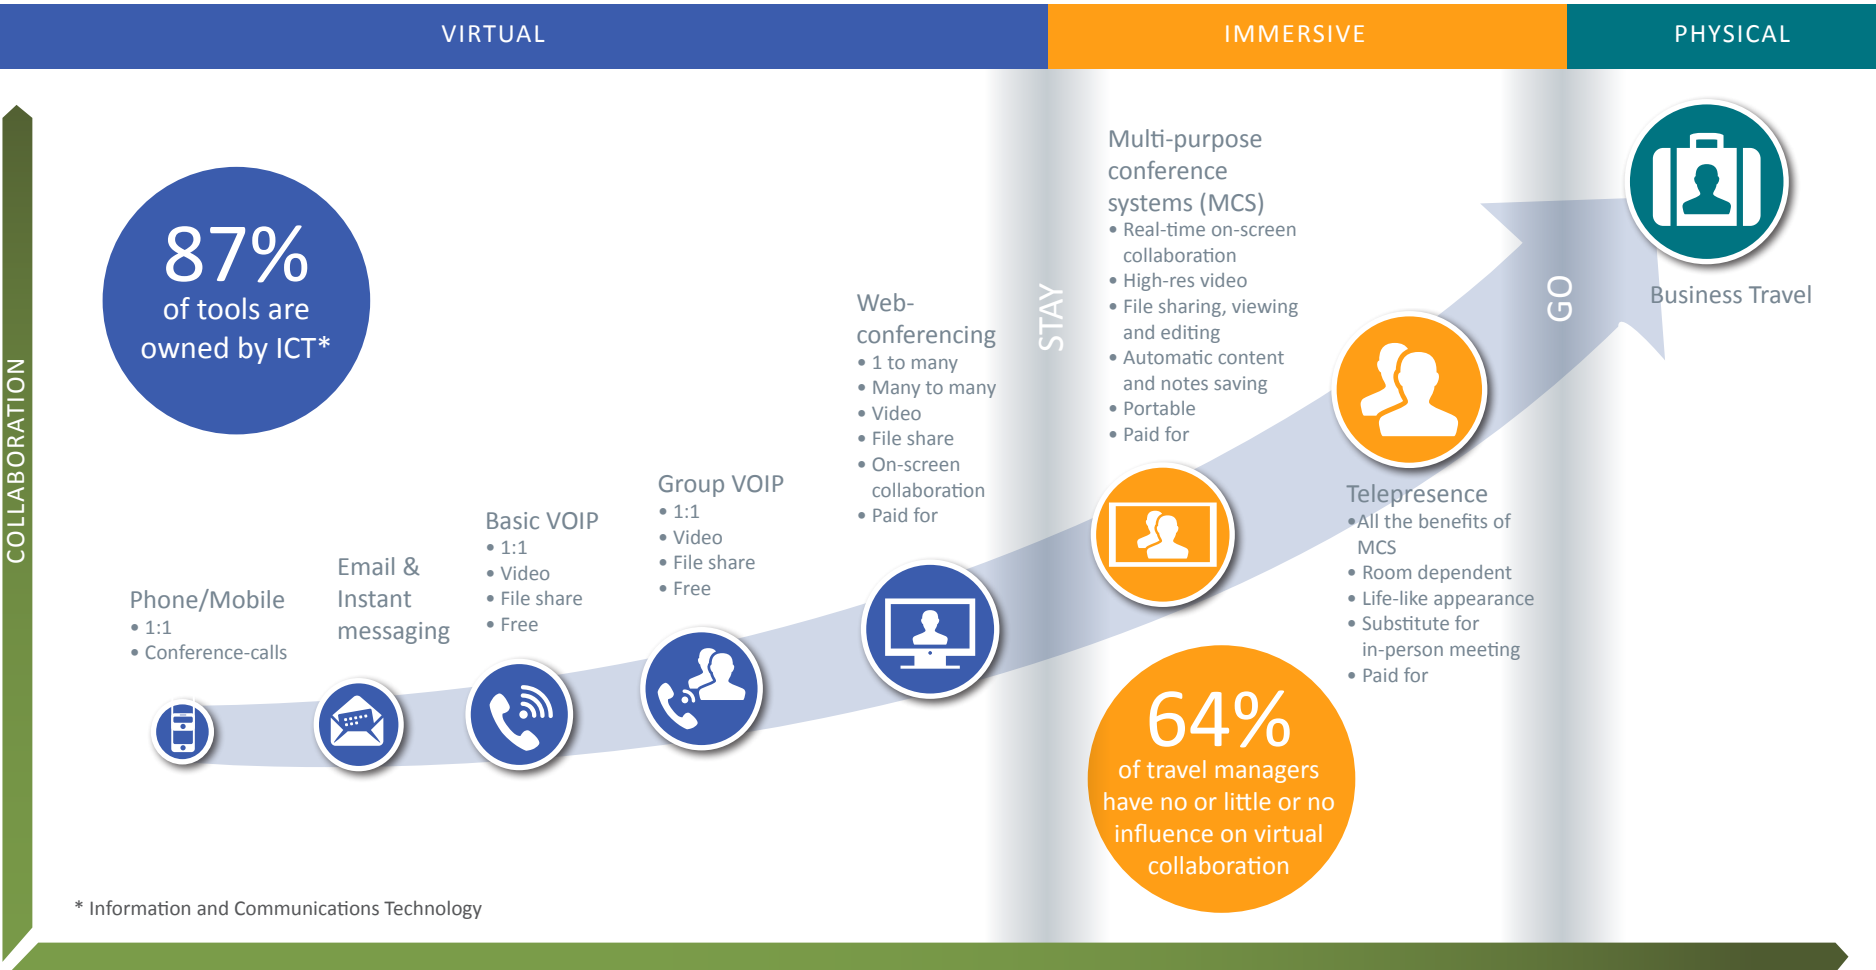 VIRTUAL
IMMERSIVE
PHYSICAL
COLLABORATION
87%
of tools are
owned by ICT*
Phone/Mobile
• 1:1
• Conference-calls
Email &
Instant
messaging
Basic VOIP
• 1:1
• Video
• File share
• Free
Group VOIP
• 1:1
• Video
• File share
• Free
Web-
conferencing
• 1 to many
• Many to many
• Video
• File share
• On-screen
collaboration
• Paid for
STAY
Multi-purpose
conference
systems (MCS)
• Real-time on-screen
collaboration
• High-res video
• File sharing, viewing
and editing
• Automatic content
and notes saving
• Portable
• Paid for
Telepresence
•All the benefits of
MCS
• Room dependent
• Life-like appearance
• Substitute for
in-person meeting
• Paid for
GO
Business Travel
64%
of travel managers
have no or little or no
influence on virtual
collaboration
* Information and Communications Technology